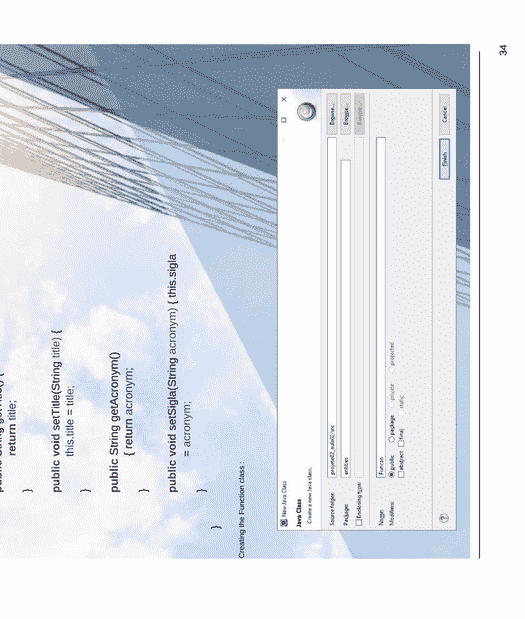 return title;
}
public void setTitle(String title) {
this.title = title;
}
public String getAcronym()
{ return acronym;
}
public void setSigla(String acronym) { this.sigla
= acronym;
}
}
Creating the Function class :
New Java Class
Java Class
Create a new Java class.
Source folder:
Browse...
Package:
entities
Browse...
Enclosing type:
Browse...
Name:
Funcao
Modifiers:
public
package
private
protected
abstract
final
static
Finish
Cancel
34